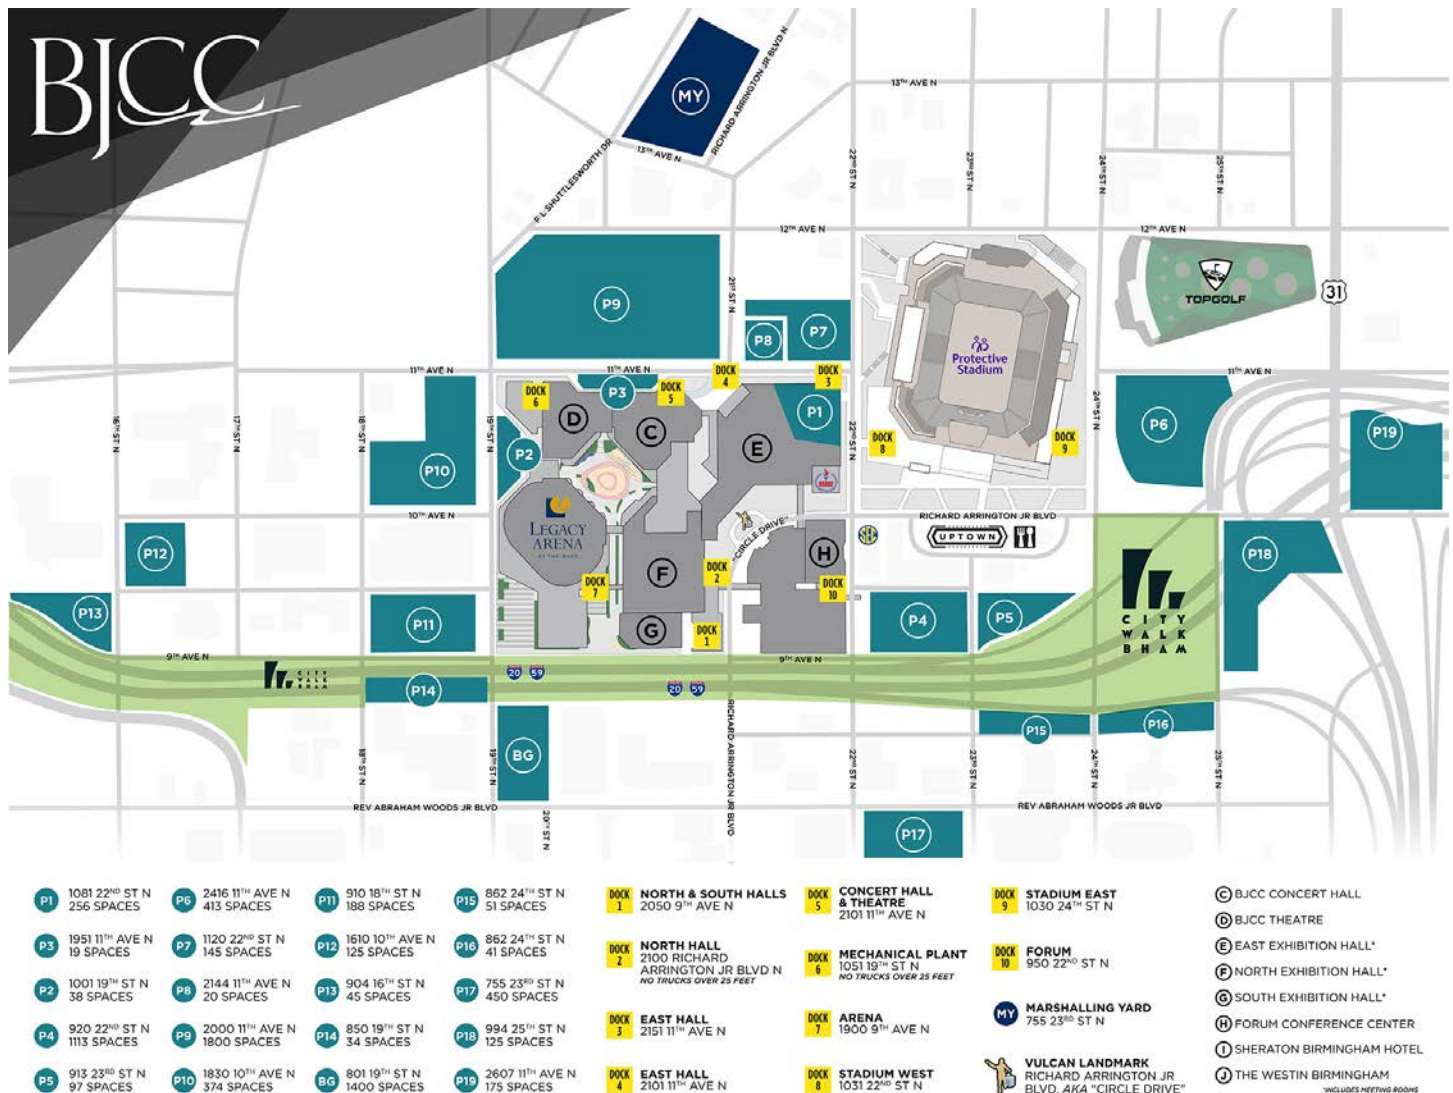 BJCC
MY
F L SHUTTLESWORTH DR
RICHARD ARRINGTON JR BLVD N
13TH AVE N
13TH AVE N
22ND ST N
23RD ST N
24TH ST N
25TH ST N
12TH AVE N
12TH AVE N
P9
21ST ST N
P8
P7
Protective
Stadium
TOPGOLF
31
11TH AVE N
11TH AVE N
11TH AVE N
DOCK
4
DOCK
3
DOCK
6
P3
DOCK
5
P1
D
C
E
16TH ST N
17TH ST N
18TH ST N
19TH ST N
22ND ST N
24TH ST N
P10
P2
DOCK
8
DOCK
9
P6
P19
LEGACY
ARENA
AT THE BJCC
10TH AVE N
RICHARD ARRINGTON JR BLVD
"CIRCLE DRIVE"
SEC
UPTOWN
P12
P18
H
F
DOCK
2
DOCK
7
DOCK
10
P13
P11
G
DOCK
1
P4
P5
CITY
WALK
BHAM
9TH AVE N
9TH AVE N
CITY
WALK
BHAM
20 59
20 59
P14
P15
P16
BG
18TH ST N
19TH ST N
20TH ST N
RICHARD ARRINGTON JR BLVD
22ND ST N
23RD ST N
24TH ST N
25TH ST N
REV ABRAHAM WOODS JR BLVD
REV ABRAHAM WOODS JR BLVD
P17
P1 1081 22ND ST N
256 SPACES
P3 1951 11TH AVE N
19 SPACES
P2 1001 19TH ST N
38 SPACES
P4 920 22ND ST N
1113 SPACES
P5 913 23RD ST N
97 SPACES
P6 2416 11TH AVE N
413 SPACES
P7 1120 22ND ST N
145 SPACES
P8 2144 11TH AVE N
20 SPACES
P9 2000 11TH AVE N
1800 SPACES
P10 1830 10TH AVE N
374 SPACES
P11 910 18TH ST N
188 SPACES
P12 1610 10TH AVE N
125 SPACES
P13 904 16TH ST N
45 SPACES
P14 850 19TH ST N
34 SPACES
BG 801 19TH ST N
1400 SPACES
P15 862 24TH ST N
51 SPACES
P16 862 24TH ST N
41 SPACES
P17 755 23RD ST N
450 SPACES
P18 994 25TH ST N
125 SPACES
P19 2607 11TH AVE N
175 SPACES
DOCK 1 NORTH & SOUTH HALLS
2050 9TH AVE N
DOCK 2 NORTH HALL
2100 RICHARD
ARRINGTON JR BLVD N
NO TRUCKS OVER 25 FEET
DOCK 3 EAST HALL
2151 11TH AVE N
DOCK 4 EAST HALL
2101 11TH AVE N
DOCK 5 CONCERT HALL
& THEATRE
2101 11TH AVE N
DOCK 6 MECHANICAL PLANT
1051 19TH ST N
NO TRUCKS OVER 25 FEET
DOCK 7 ARENA
1900 9TH AVE N
DOCK 8 STADIUM WEST
1031 22ND ST N
DOCK 9 STADIUM EAST
1030 24TH ST N
DOCK 10 FORUM
950 22ND ST N
MY MARSHALLING YARD
755 23RD ST N
VULCAN LANDMARK
RICHARD ARRINGTON JR
BLVD, AKA "CIRCLE DRIVE"
C BJCC CONCERT HALL
D BJCC THEATRE
E EAST EXHIBITION HALL*
F NORTH EXHIBITION HALL*
G SOUTH EXHIBITION HALL*
H FORUM CONFERENCE CENTER
I SHERATON BIRMINGHAM HOTEL
J THE WESTIN BIRMINGHAM
*INCLUDES MEETING ROOMS